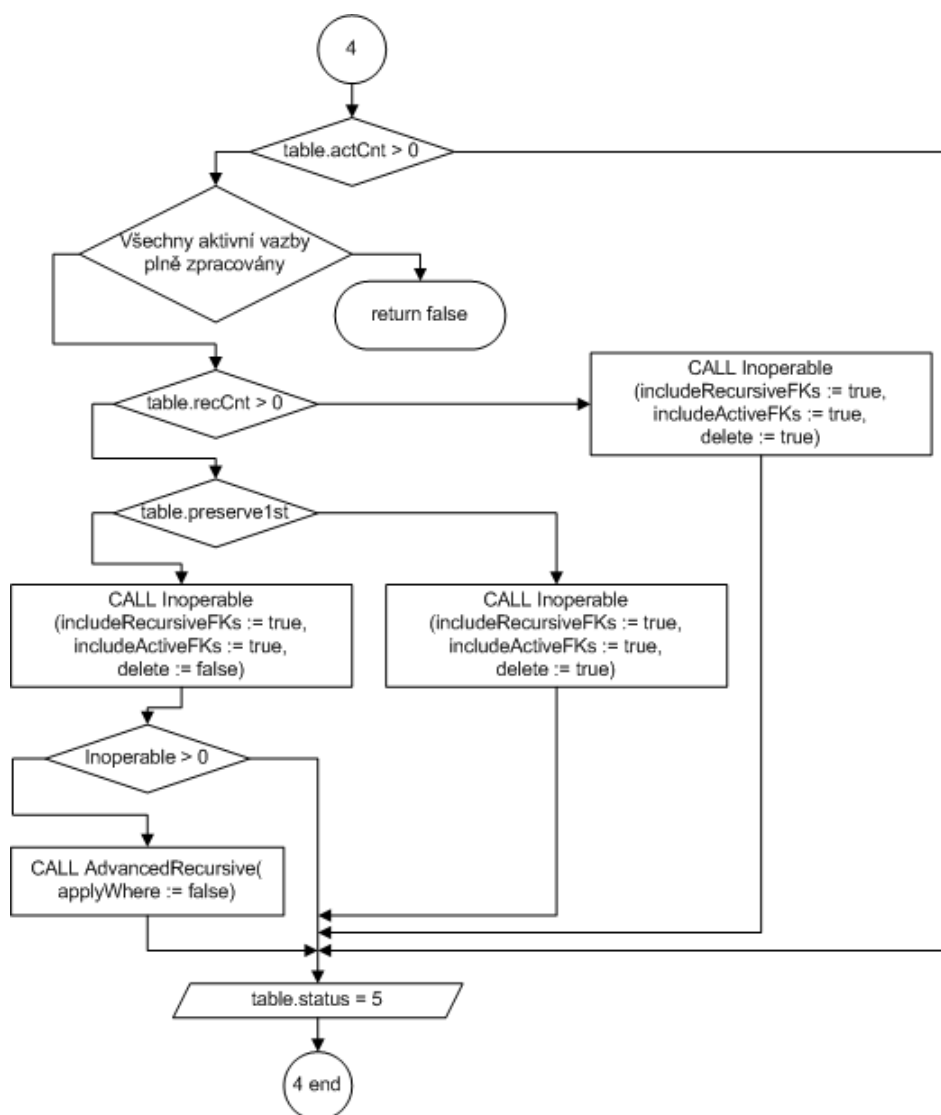 4
table.actCnt > 0
Všechny aktivní vazby
plně zpracovány
return false
table.recCnt > 0
CALL Inoperable
(includeRecursiveFKs := true,
includeActiveFKs := true,
delete := true)
table.preserve1st
CALL Inoperable
(includeRecursiveFKs := true,
includeActiveFKs := true,
delete := false)
CALL Inoperable
(includeRecursiveFKs := true,
includeActiveFKs := true,
delete := true)
Inoperable > 0
CALL AdvancedRecursive(
applyWhere := false)
table.status = 5
4 end